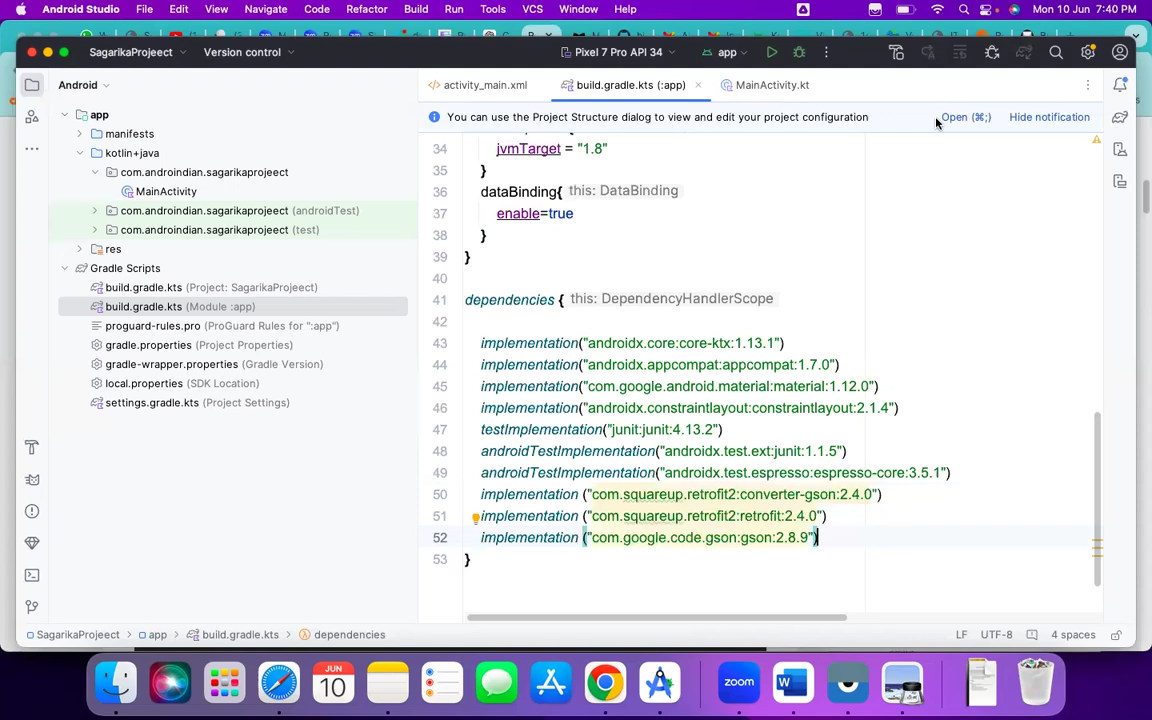 Android Studio File Edit View Navigate Code Refactor Build Run Tools VCS Window Help Mon 10 Jun 7:40 PM
SagarikaProjeect Version control Pixel 7 Pro API 34 app
Android activity_main.xml build.gradle.kts (:app) MainActivity.kt
You can use the Project Structure dialog to view and edit your project configuration Open (⌘;) Hide notification
app
manifests
kotlin+java
com.androindian.sagarikaprojeect
MainActivity
com.androindian.sagarikaprojeect (androidTest)
com.androindian.sagarikaprojeect (test)
res
Gradle Scripts
build.gradle.kts (Project: SagarikaProjeect)
build.gradle.kts (Module :app)
proguard-rules.pro (ProGuard Rules for ":app")
gradle.properties (Project Properties)
gradle-wrapper.properties (Gradle Version)
local.properties (SDK Location)
settings.gradle.kts (Project Settings)
34 jvmTarget = "1.8"
35 }
36 dataBinding{ this: DataBinding
37 enable=true
38 }
39 }
40
41 dependencies { this: DependencyHandlerScope
42
43 implementation("androidx.core:core-ktx:1.13.1")
44 implementation("androidx.appcompat:appcompat:1.7.0")
45 implementation("com.google.android.material:material:1.12.0")
46 implementation("androidx.constraintlayout:constraintlayout:2.1.4")
47 testImplementation("junit:junit:4.13.2")
48 androidTestImplementation("androidx.test.ext:junit:1.1.5")
49 androidTestImplementation("androidx.test.espresso:espresso-core:3.5.1")
50 implementation ("com.squareup.retrofit2:converter-gson:2.4.0")
51 implementation ("com.squareup.retrofit2:retrofit:2.4.0")
52 implementation ("com.google.code.gson:gson:2.8.9")
53 }
SagarikaProjeect app build.gradle.kts dependencies LF UTF-8 4 spaces
JUN
10
zoom
W